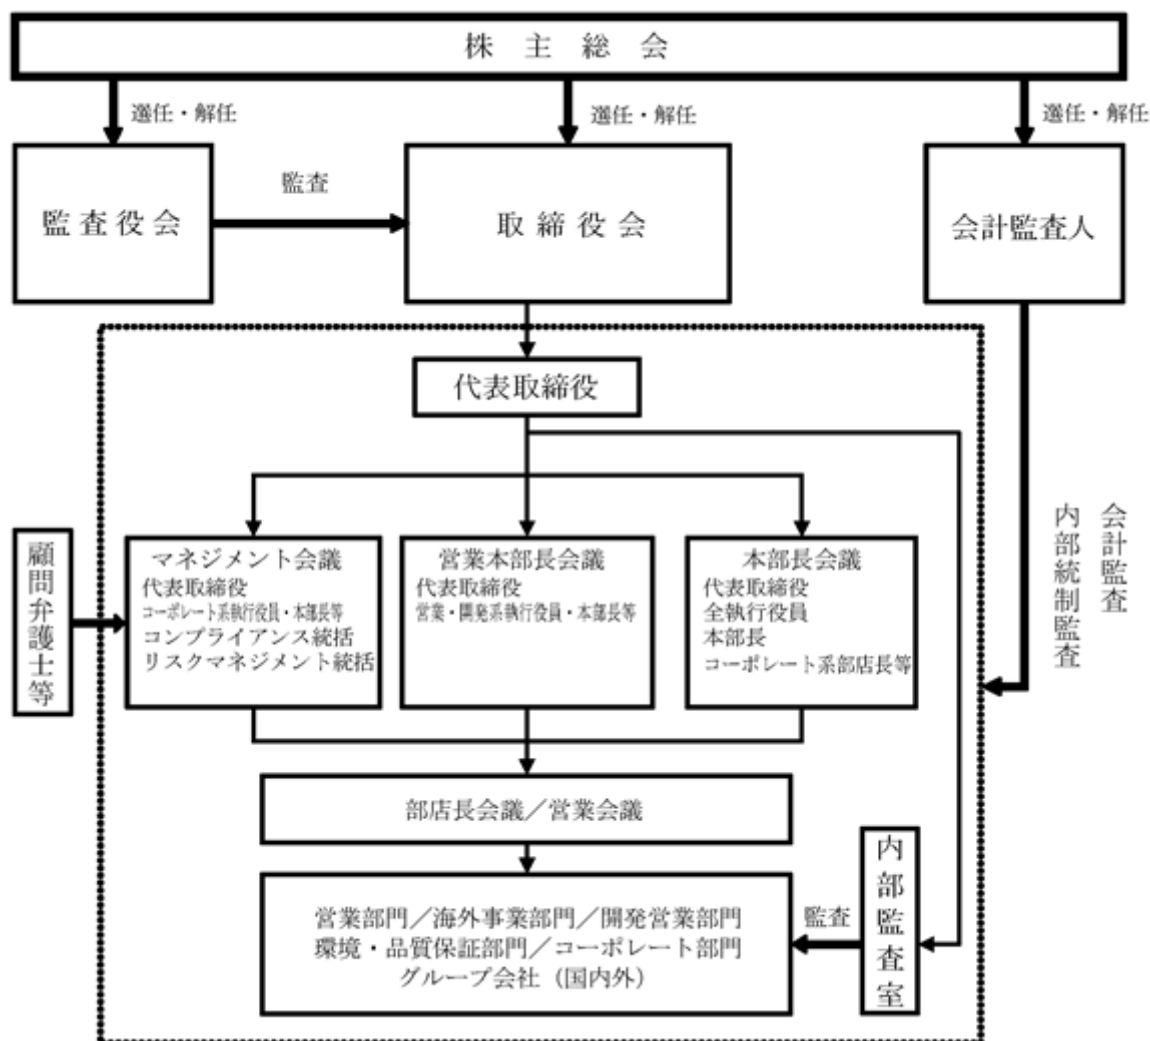 株主総会
選任・解任
選任・解任
選任・解任
監査役会
監査
取締役会
会計監査人
代表取締役
会計監査
内部統制監査
顧問弁護士等
マネジメント会議
代表取締役
コーポレート系執行役員・本部長等
コンプライアンス統括
リスクマネジメント統括
営業本部長会議
代表取締役
営業・開発系執行役員・本部長等
本部長会議
代表取締役
全執行役員
本部長
コーポレート系部店長等
部店長会議／営業会議
営業部門／海外事業部門／開発営業部門
環境・品質保証部門／コーポレート部門
グループ会社（国内外）
監査
内部監査室